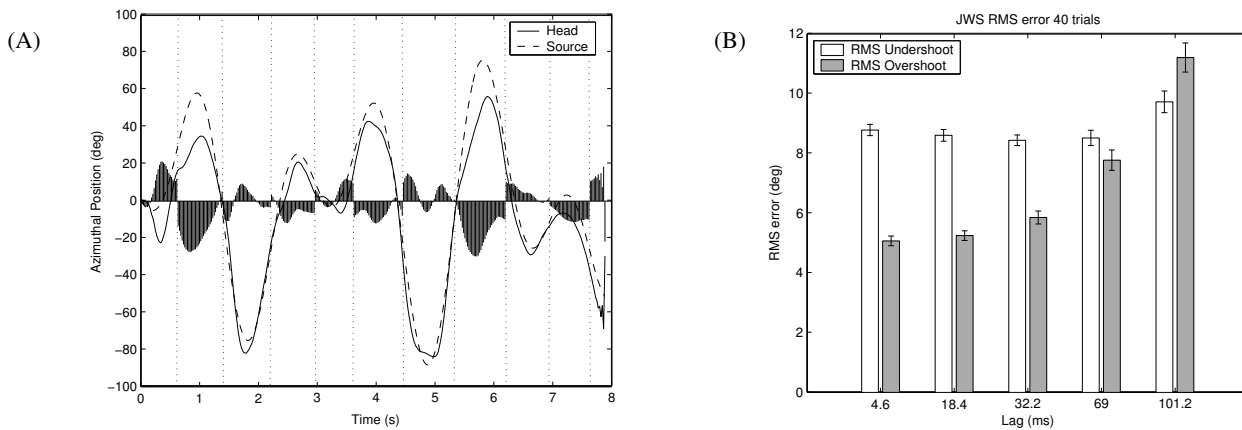 (A)
100
80
60
40
20
0
−20
−40
−60
−80
−100
Azimuthal Position (deg)
0 1 2 3 4 5 6 7 8
Time (s)
Head
Source
(B)
JWS RMS error 40 trials
12
10
8
6
4
2
0
RMS error (deg)
RMS Undershoot
RMS Overshoot
4.6 18.4 32.2 69 101.2
Lag (ms)